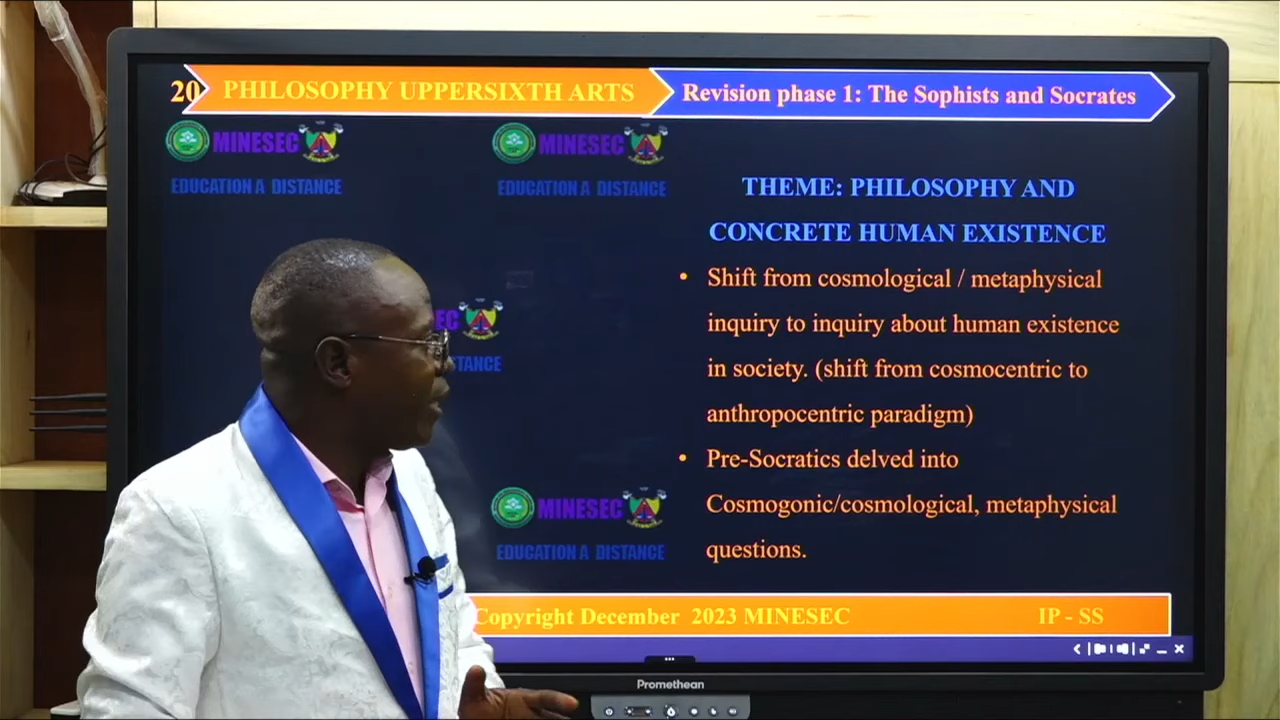 20 PHILOSOPHY UPPERSIXTH ARTS
Revision phase 1: The Sophists and Socrates
MINESEC
EDUCATION A DISTANCE
MINESEC
EDUCATION A DISTANCE
THEME: PHILOSOPHY AND
CONCRETE HUMAN EXISTENCE
• Shift from cosmological / metaphysical
inquiry to inquiry about human existence
in society. (shift from cosmocentric to
anthropocentric paradigm)
• Pre-Socratics delved into
Cosmogonic/cosmological, metaphysical
questions.
EC
STANCE
MINESEC
EDUCATION A DISTANCE
Copyright December 2023 MINESEC
IP - SS
Promethean